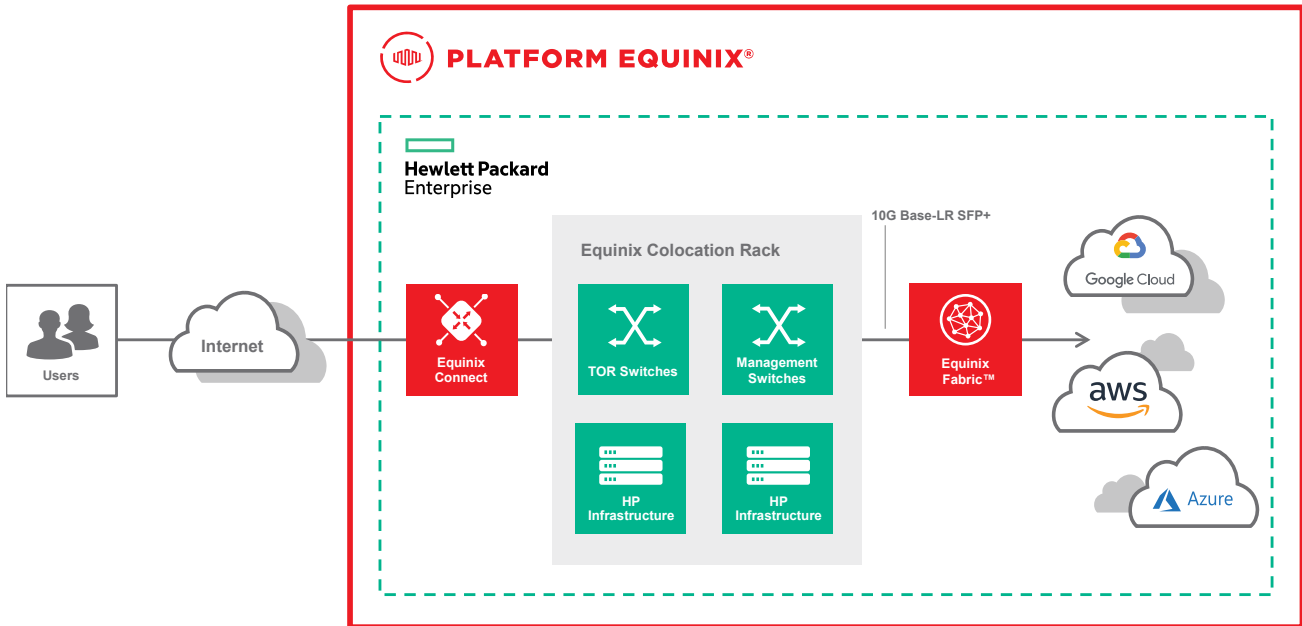 PLATFORM EQUINIX®
Hewlett Packard
Enterprise
10G Base-LR SFP+
Equinix Colocation Rack
Google Cloud
Users
Internet
Equinix
Connect
TOR Switches
Management
Switches
Equinix
Fabric™
aws
HP
Infrastructure
HP
Infrastructure
Azure